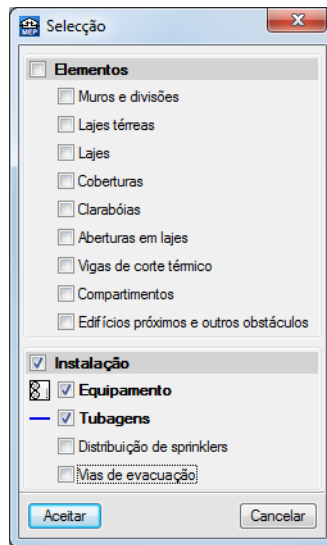 MEP
Selecção
Elementos
Muros e divisões
Lajes térreas
Lajes
Coberturas
Clarabóias
Aberturas em lajes
Vigas de corte térmico
Compartimentos
Edifícios próximos e outros obstáculos
Instalação
Equipamento
Tubagens
Distribuição de sprinklers
Vias de evacuação
Aceitar
Cancelar